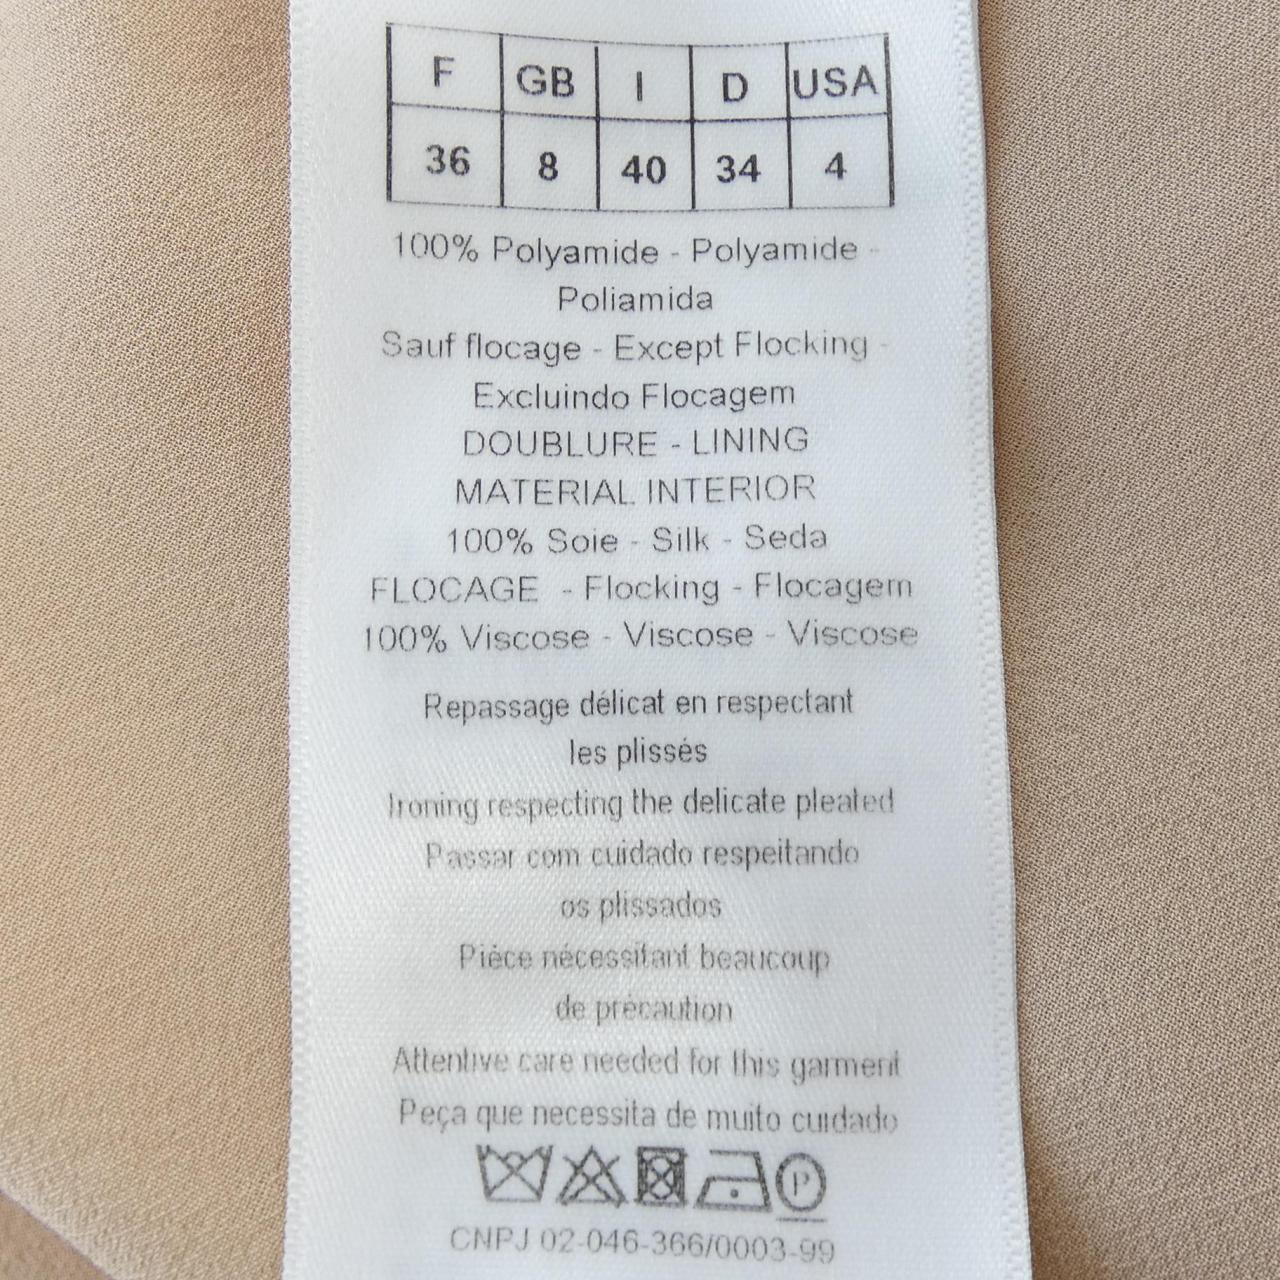 F GB I D USA
36 8 40 34 4
100% Polyamide - Polyamide -
Poliamida
Sauf flocage - Except Flocking -
Excluindo Flocagem
DOUBLURE - LINING
MATERIAL INTERIOR
100% Soie - Silk - Seda
FLOCAGE - Flocking - Flocagem
100% Viscose - Viscose - Viscose
Repassage délicat en respectant
les plissés
Ironing respecting the delicate pleated
Passar com cuidado respeitando
os plissados
Pièce nécessitant beaucoup
de précaution
Attentive care needed for this garment
Peça que necessita de muito cuidado
P
CNPJ 02-046-366/0003-99